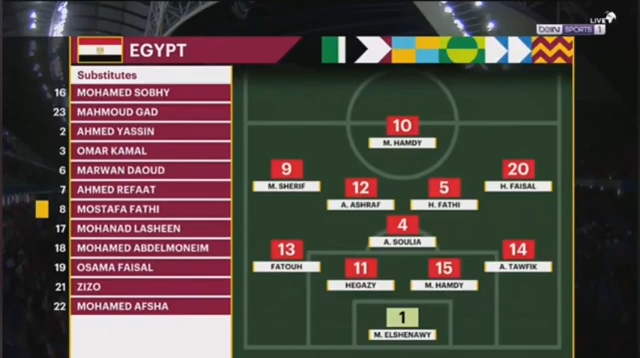 LIVE
beIN SPORTS 1
EGYPT
Substitutes
16 MOHAMED SOBHY
23 MAHMOUD GAD
2 AHMED YASSIN
3 OMAR KAMAL
6 MARWAN DAOUD
7 AHMED REFAAT
8 MOSTAFA FATHI
17 MOHANAD LASHEEN
18 MOHAMED ABDELMONEIM
19 OSAMA FAISAL
21 ZIZO
22 MOHAMED AFSHA
10
M. HAMDY
9
M. SHERIF
20
H. FAISAL
12
A. ASHRAF
5
H. FATHI
4
A. SOULIA
13
FATOUH
14
A. TAWFIK
11
HEGAZY
15
M. HAMDY
1
M. ELSHENAWY